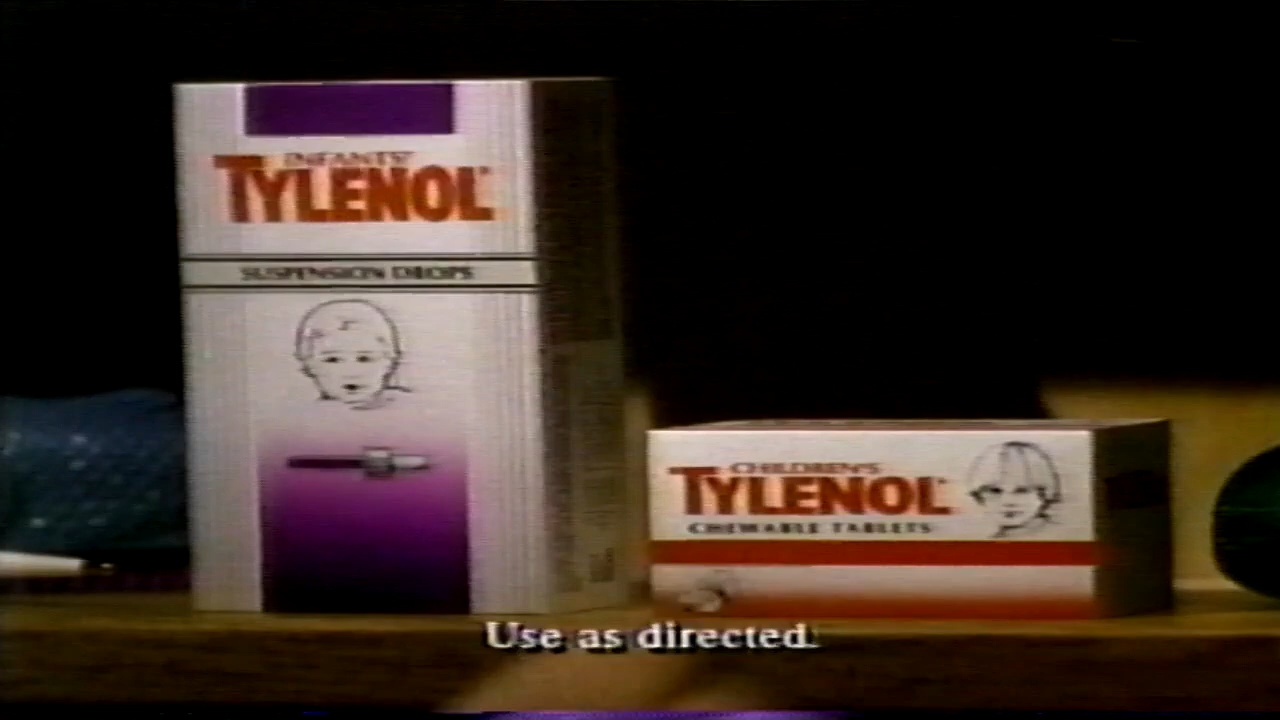 INFANTS'
TYLENOL
SUSPENSION DROPS
CHILDREN'S
TYLENOL
CHEWABLE TABLETS
Use as directed.